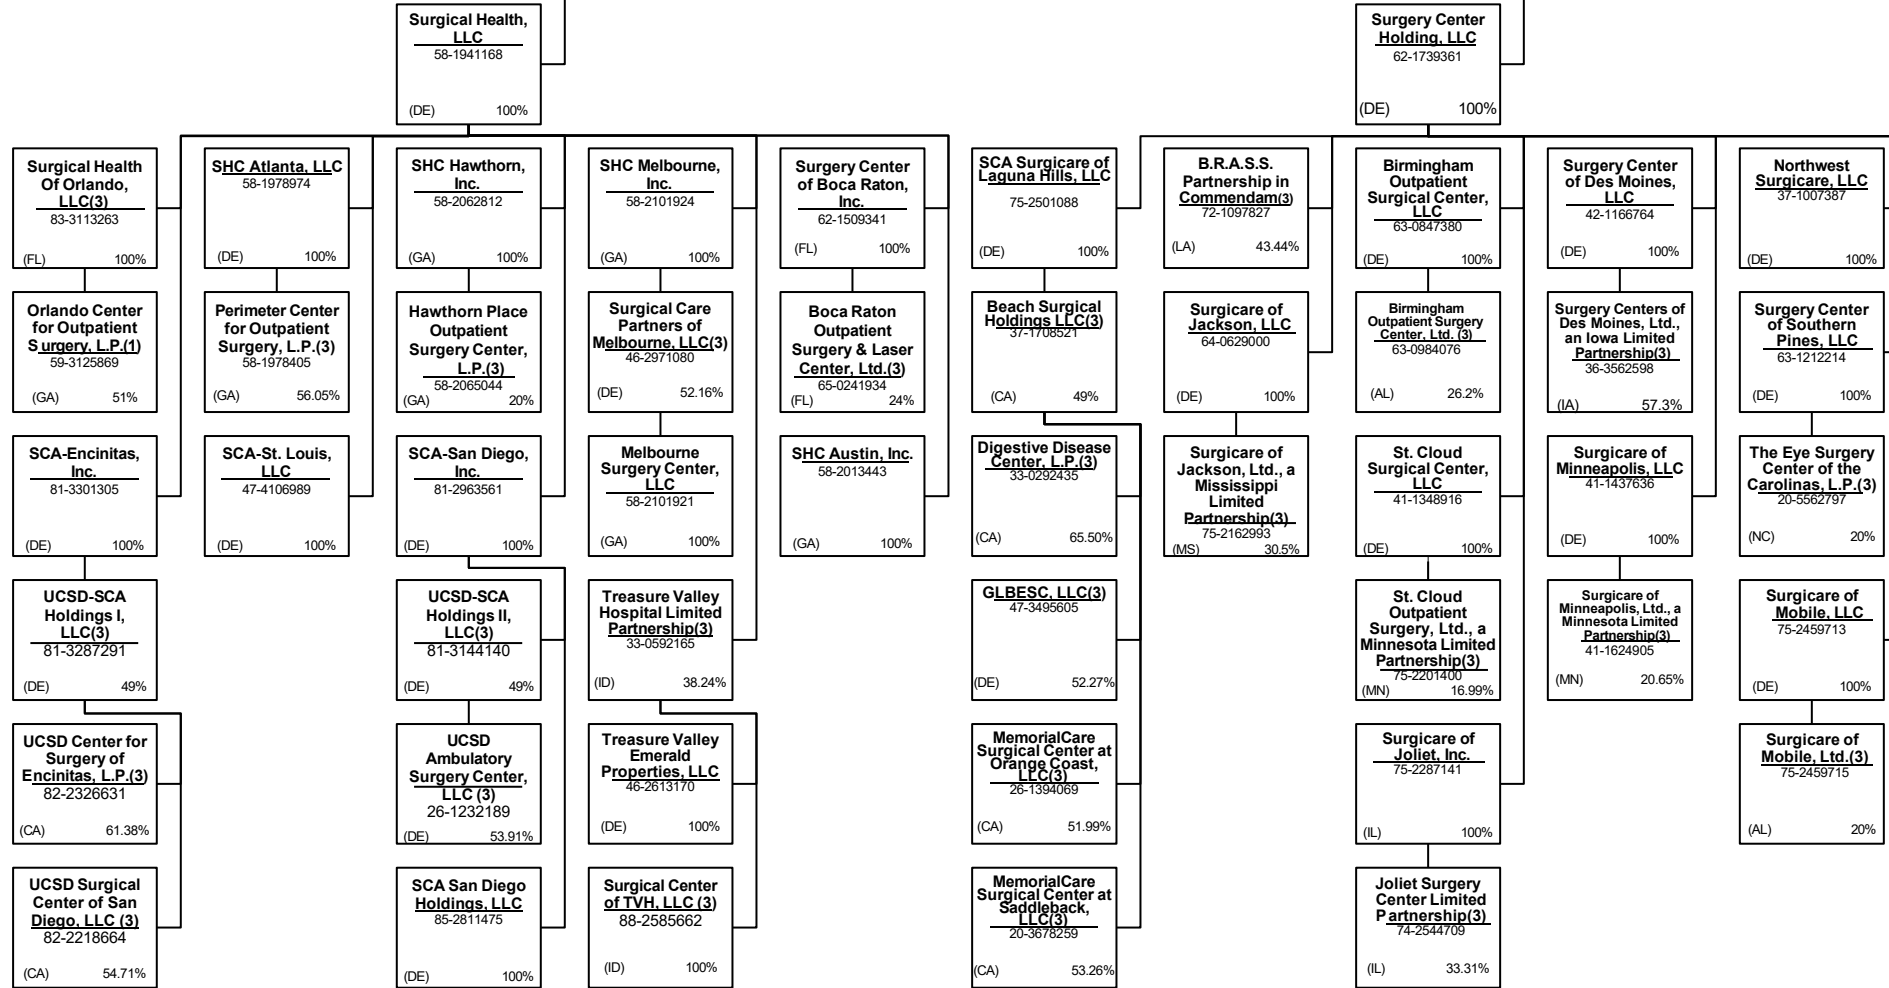 Surgical Health,
LLC
58-1941168
(DE) 100%
Surgery Center
Holding, LLC
62-1739361
(DE) 100%
Surgical Health
Of Orlando,
LLC(3)
83-3113263
(FL) 100%
SHC Atlanta, LLC
58-1978974
(DE) 100%
SHC Hawthorn,
Inc.
58-2062812
(GA) 100%
SHC Melbourne,
Inc.
58-2101924
(GA) 100%
Surgery Center
of Boca Raton,
Inc.
62-1509341
(FL) 100%
SCA Surgicare of
Laguna Hills, LLC
75-2501088
(DE) 100%
B.R.A.S.S.
Partnership in
Commendam(3)
72-1097827
(LA) 43.44%
Birmingham
Outpatient
Surgical Center,
LLC
63-0847380
(DE) 100%
Surgery Center
of Des Moines,
LLC
42-1166764
(DE) 100%
Northwest
Surgicare, LLC
37-1007387
(DE) 100%
Orlando Center
for Outpatient
Surgery, L.P.(1)
59-3125869
(GA) 51%
Perimeter Center
for Outpatient
Surgery, L.P.(3)
58-1978405
(GA) 56.05%
Hawthorn Place
Outpatient
Surgery Center,
L.P.(3)
58-2065044
(GA) 20%
Surgical Care
Partners of
Melbourne, LLC(3)
46-2971080
(DE) 52.16%
Boca Raton
Outpatient
Surgery & Laser
Center, Ltd.(3)
65-0241934
(FL) 24%
Beach Surgical
Holdings LLC(3)
37-1708521
(CA) 49%
Surgicare of
Jackson, LLC
64-0629000
(DE) 100%
Birmingham
Outpatient Surgery
Center, Ltd. (3)
63-0984076
(AL) 26.2%
Surgery Centers of
Des Moines, Ltd.,
an Iowa Limited
Partnership(3)
36-3562598
(IA) 57.3%
Surgery Center
of Southern
Pines, LLC
63-1212214
(DE) 100%
SCA-Encinitas,
Inc.
81-3301305
(DE) 100%
SCA-St. Louis,
LLC
47-4106989
(DE) 100%
SCA-San Diego,
Inc.
81-2963561
(DE) 100%
Melbourne
Surgery Center,
LLC
58-2101921
(GA) 100%
SHC Austin, Inc.
58-2013443
(GA) 100%
Digestive Disease
Center, L.P.(3)
33-0292435
(CA) 65.50%
Surgicare of
Jackson, Ltd., a
Mississippi
Limited
Partnership(3)
75-2162993
(MS) 30.5%
St. Cloud
Surgical Center,
LLC
41-1348916
(DE) 100%
Surgicare of
Minneapolis, LLC
41-1437636
(DE) 100%
The Eye Surgery
Center of the
Carolinas, L.P.(3)
20-5562797
(NC) 20%
UCSD-SCA
Holdings I,
LLC(3)
81-3287291
(DE) 49%
UCSD-SCA
Holdings II,
LLC(3)
81-3144140
(DE) 49%
Treasure Valley
Hospital Limited
Partnership(3)
33-0592165
(ID) 38.24%
GLBESC, LLC(3)
47-3495605
(DE) 52.27%
St. Cloud
Outpatient
Surgery, Ltd., a
Minnesota Limited
Partnership(3)
75-2201400
(MN) 16.99%
Surgicare of
Minneapolis, Ltd., a
Minnesota Limited
Partnership(3)
41-1624905
(MN) 20.65%
Surgicare of
Mobile, LLC
75-2459713
(DE) 100%
UCSD Center for
Surgery of
Encinitas, L.P.(3)
82-2326631
(CA) 61.38%
UCSD
Ambulatory
Surgery Center,
LLC (3)
26-1232189
(DE) 53.91%
Treasure Valley
Emerald
Properties, LLC
46-2613170
(DE) 100%
MemorialCare
Surgical Center at
Orange Coast,
LLC(3)
26-1394069
(CA) 51.99%
Surgicare of
Joliet, Inc.
75-2287141
(IL) 100%
Surgicare of
Mobile, Ltd.(3)
75-2459715
(AL) 20%
UCSD Surgical
Center of San
Diego, LLC (3)
82-2218664
(CA) 54.71%
SCA San Diego
Holdings, LLC
85-2811475
(DE) 100%
Surgical Center
of TVH, LLC (3)
88-2585662
(ID) 100%
MemorialCare
Surgical Center at
Saddleback,
LLC(3)
20-3678259
(CA) 53.26%
Joliet Surgery
Center Limited
Partnership(3)
74-2544709
(IL) 33.31%